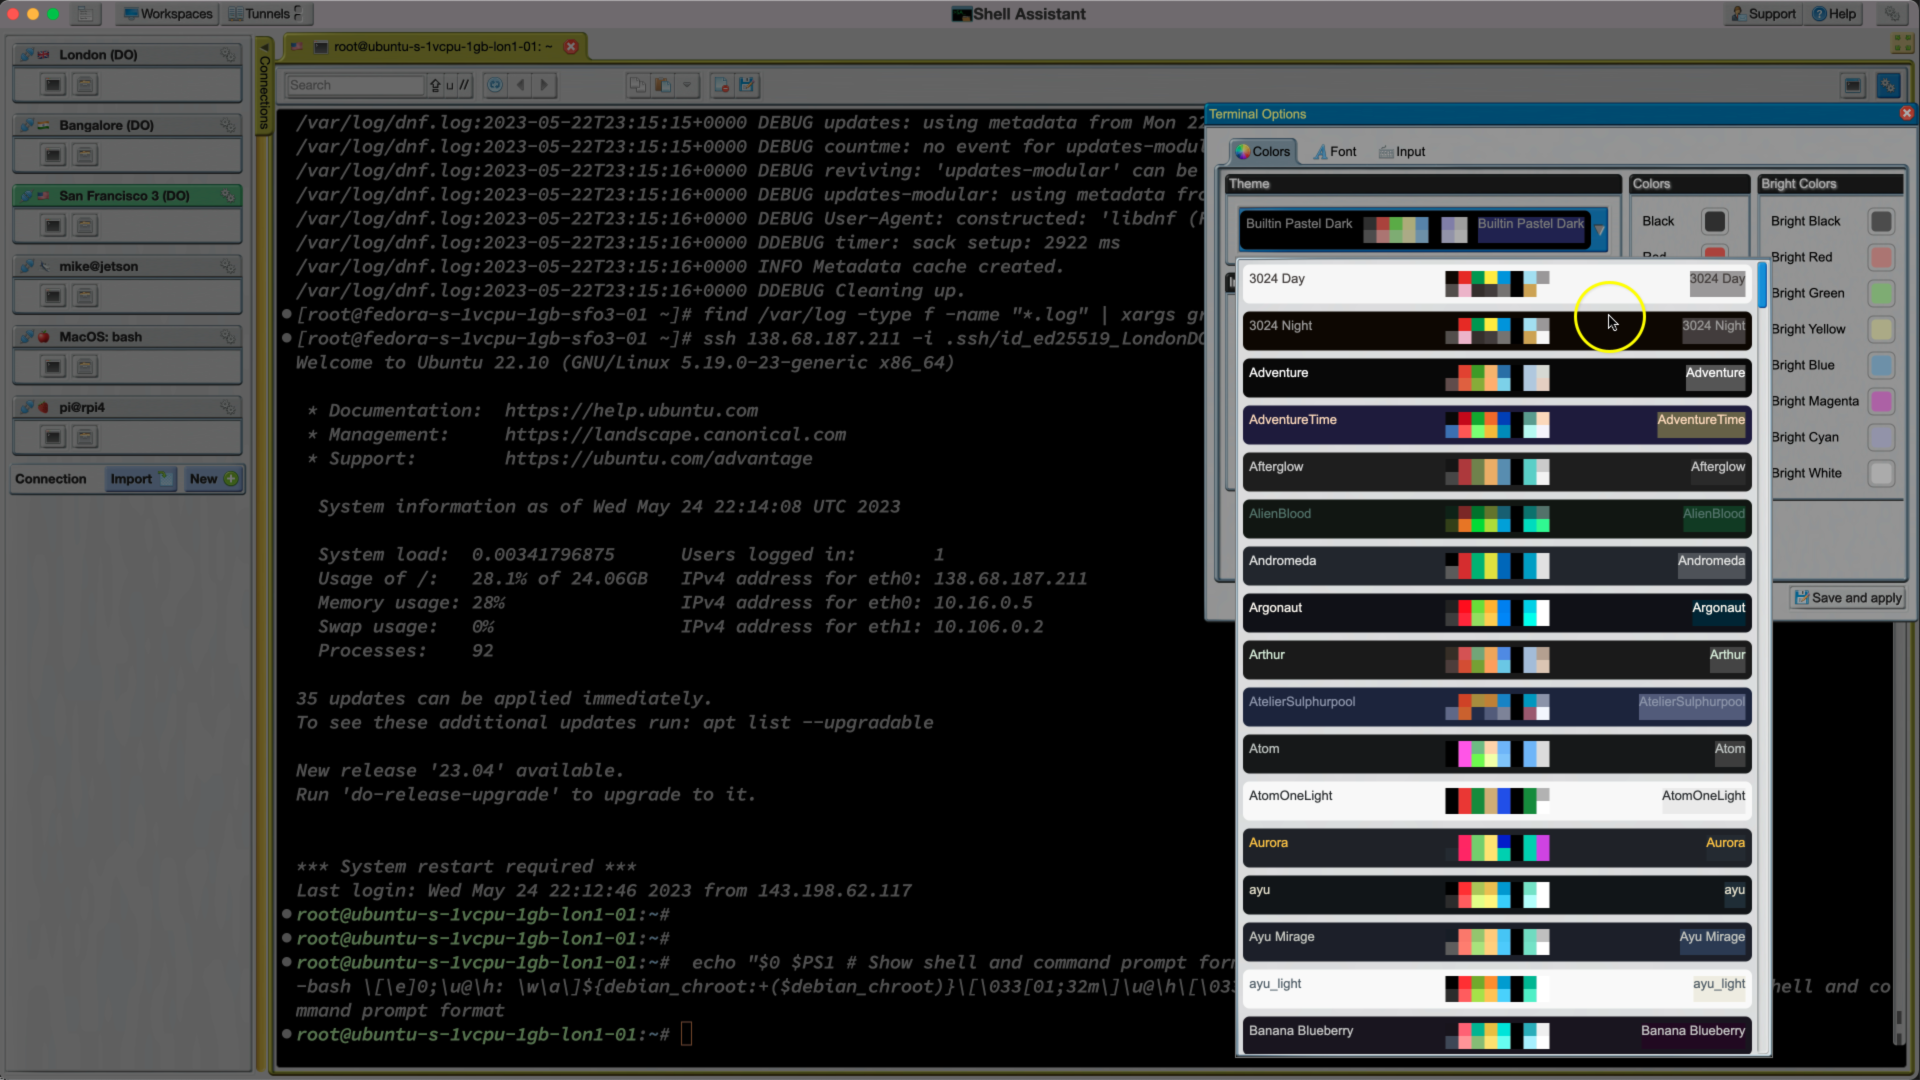 Workspaces
Tunnels
Shell Assistant
Support
Help
London (DO)
Bangalore (DO)
San Francisco 3 (DO)
mike@jetson
MacOS: bash
pi@rpi4
Connection
Import
New
Connections
root@ubuntu-s-1vcpu-1gb-lon1-01: ~
Search
u
//
/var/log/dnf.log:2023-05-22T23:15:15+0000 DEBUG updates: using metadata from Mon 22
/var/log/dnf.log:2023-05-22T23:15:15+0000 DEBUG countme: no event for updates-modul
/var/log/dnf.log:2023-05-22T23:15:15+0000 DEBUG reviving: 'updates-modular' can be
/var/log/dnf.log:2023-05-22T23:15:15+0000 DEBUG updates-modular: using metadata fro
/var/log/dnf.log:2023-05-22T23:15:16+0000 DEBUG User-Agent: constructed: 'libdnf (F
/var/log/dnf.log:2023-05-22T23:15:16+0000 DDEBUG timer: sack setup: 2922 ms
/var/log/dnf.log:2023-05-22T23:15:16+0000 INFO Metadata cache created.
/var/log/dnf.log:2023-05-22T23:15:16+0000 DDEBUG Cleaning up.
[root@fedora-s-1vcpu-1gb-sfo3-01 ~]# find /var/log -type f -name "*.log" | xargs gr
[root@fedora-s-1vcpu-1gb-sfo3-01 ~]# ssh 138.68.187.211 -i .ssh/id_ed25519_LondonDO
Welcome to Ubuntu 22.10 (GNU/Linux 5.19.0-23-generic x86_64)
* Documentation: https://help.ubuntu.com
* Management: https://landscape.canonical.com
* Support: https://ubuntu.com/advantage
System information as of Wed May 24 22:14:08 UTC 2023
System load: 0.00341796875 Users logged in: 1
Usage of /: 28.1% of 24.06GB IPv4 address for eth0: 138.68.187.211
Memory usage: 28% IPv4 address for eth0: 10.16.0.5
Swap usage: 0% IPv4 address for eth1: 10.106.0.2
Processes: 92
35 updates can be applied immediately.
To see these additional updates run: apt list --upgradable
New release '23.04' available.
Run 'do-release-upgrade' to upgrade to it.
*** System restart required ***
Last login: Wed May 24 22:12:46 2023 from 143.198.62.117
root@ubuntu-s-1vcpu-1gb-lon1-01:~#
root@ubuntu-s-1vcpu-1gb-lon1-01:~#
root@ubuntu-s-1vcpu-1gb-lon1-01:~# echo "$0 $PS1 # Show shell and command prompt for
-bash \[\e]0;\u@\h: \w\a\]${debian_chroot:+($debian_chroot)}\[\033[01;32m\]\u@\h\[\033 hell and co
mmand prompt format
root@ubuntu-s-1vcpu-1gb-lon1-01:~#
Terminal Options
Colors
Font
Input
Theme
Builtin Pastel Dark Builtin Pastel Dark
3024 Day 3024 Day
3024 Night 3024 Night
Adventure Adventure
AdventureTime AdventureTime
Afterglow Afterglow
AlienBlood AlienBlood
Andromeda Andromeda
Argonaut Argonaut
Arthur Arthur
AtelierSulphurpool AtelierSulphurpool
Atom Atom
AtomOneLight AtomOneLight
Aurora Aurora
ayu ayu
Ayu Mirage Ayu Mirage
ayu_light ayu_light
Banana Blueberry Banana Blueberry
Colors
Black
Red
Bright Colors
Bright Black
Bright Red
Bright Green
Bright Yellow
Bright Blue
Bright Magenta
Bright Cyan
Bright White
Save and apply